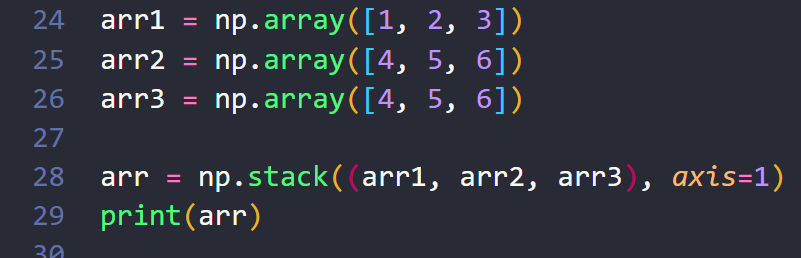 24 arr1 = np.array([1, 2, 3])
25 arr2 = np.array([4, 5, 6])
26 arr3 = np.array([4, 5, 6])
27
28 arr = np.stack((arr1, arr2, arr3), axis=1)
29 print(arr)
30